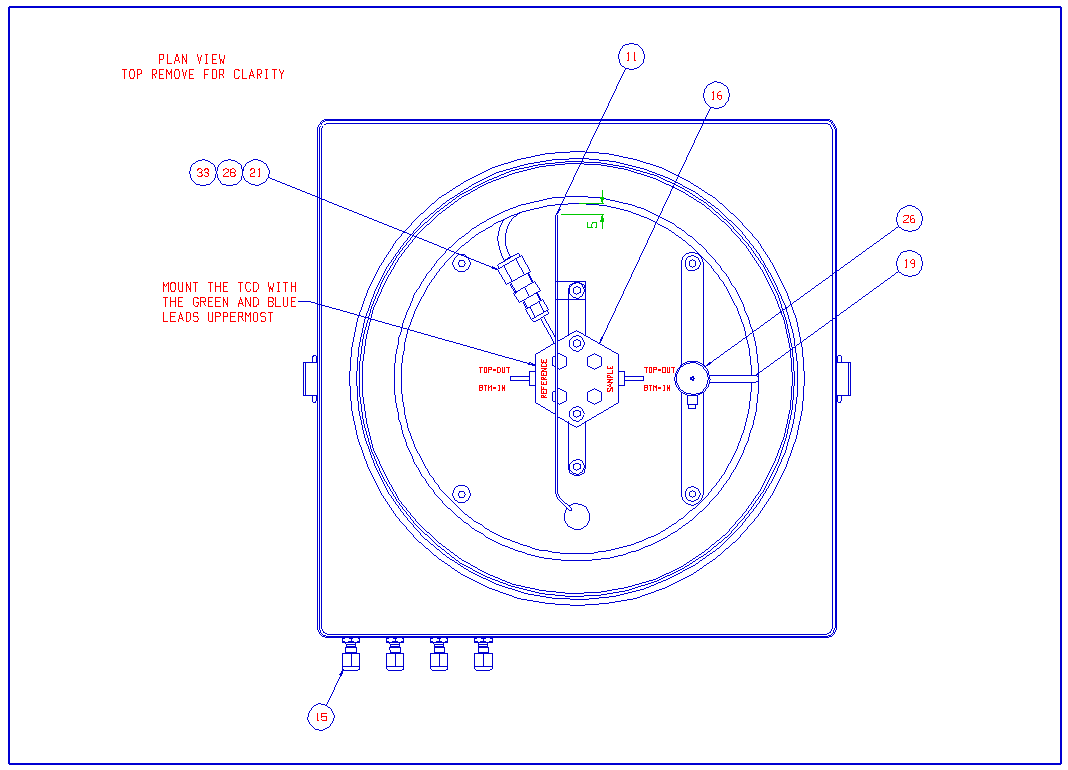 PLAN VIEW
TOP REMOVE FOR CLARITY
11
16
33 28 21
26
5
19
MOUNT THE TCD WITH
THE GREEN AND BLUE
LEADS UPPERMOST
TOP=OUT
BTM=IN
REFERENCE
SAMPLE
TOP=OUT
BTM=IN
15